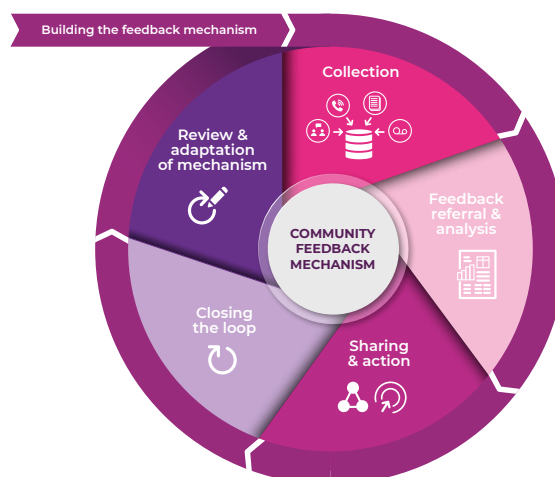 Building the feedback mechanism
Collection
Review &
adaptation
of mechanism
Feedback
referral &
analysis
COMMUNITY
FEEDBACK
MECHANISM
Closing
the loop
Sharing
& action